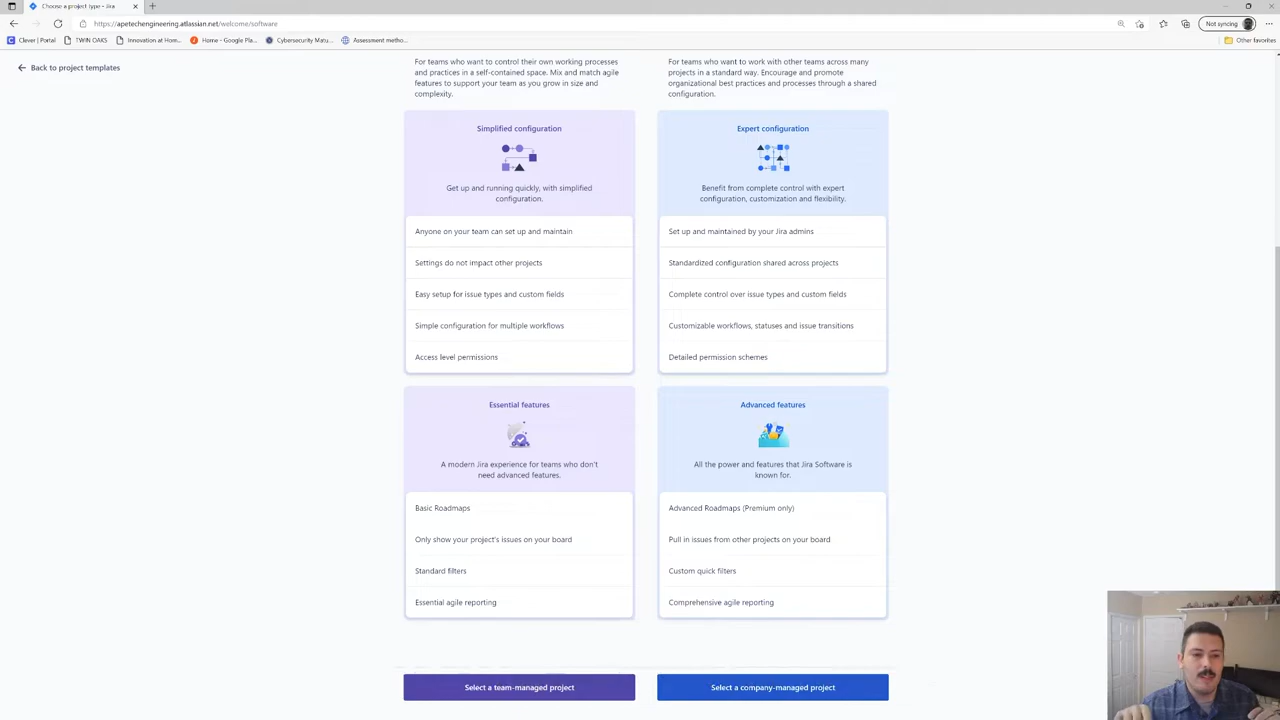 Choose a project type - Jira
https://apetechengineering.atlassian.net/welcome/software
Not syncing
Clever | Portal
TWIN OAKS
Innovation at Hom...
Home - Google Pla...
Cybersecurity Matu...
Assessment metho...
Other favorites
Back to project templates
For teams who want to control their own working processes
and practices in a self-contained space. Mix and match agile
features to support your team as you grow in size and
complexity.
Simplified configuration
Get up and running quickly, with simplified
configuration.
Anyone on your team can set up and maintain
Settings do not impact other projects
Easy setup for issue types and custom fields
Simple configuration for multiple workflows
Access level permissions
Essential features
A modern Jira experience for teams who don't
need advanced features.
Basic Roadmaps
Only show your project's issues on your board
Standard filters
Essential agile reporting
Select a team-managed project
For teams who want to work with other teams across many
projects in a standard way. Encourage and promote
organizational best practices and processes through a shared
configuration.
Expert configuration
Benefit from complete control with expert
configuration, customization and flexibility.
Set up and maintained by your Jira admins
Standardized configuration shared across projects
Complete control over issue types and custom fields
Customizable workflows, statuses and issue transitions
Detailed permission schemes
Advanced features
All the power and features that Jira Software is
known for.
Advanced Roadmaps (Premium only)
Pull in issues from other projects on your board
Custom quick filters
Comprehensive agile reporting
Select a company-managed project